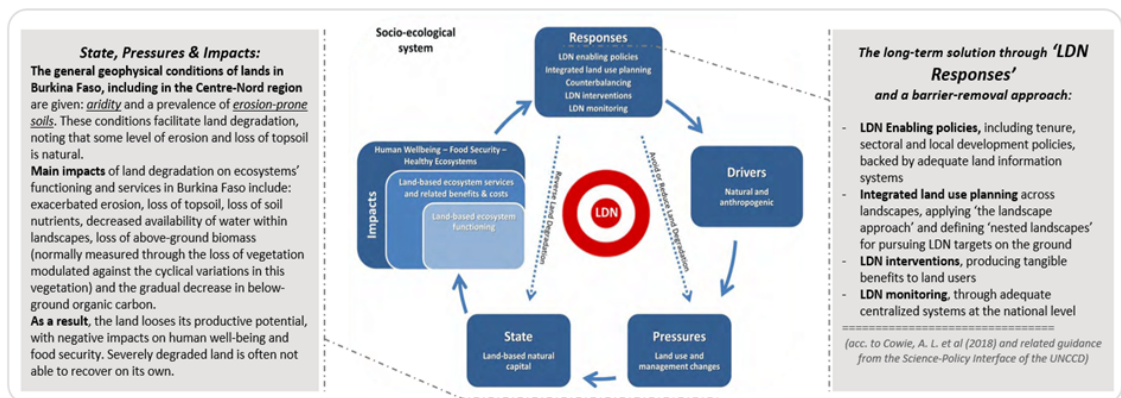 State, Pressures & Impacts:
The general geophysical conditions of lands in
Burkina Faso, including in the Centre-Nord region
are given: aridity and a prevalence of erosion-prone
soils. These conditions facilitate land degradation,
noting that some level of erosion and loss of topsoil
is natural.
Main impacts of land degradation on ecosystems'
functioning and services in Burkina Faso include:
exacerbated erosion, loss of topsoil, loss of soil
nutrients, decreased availability of water within
landscapes, loss of above-ground biomass
(normally measured through the loss of vegetation
modulated against the cyclical variations in this
vegetation) and the gradual decrease in below-
ground organic carbon.
As a result, the land looses its productive potential,
with negative impacts on human well-being and
food security. Severely degraded land is often not
able to recover on its own.
Socio-ecological
system
Responses
LDN enabling policies
Integrated land use planning
Counterbalancing
LDN interventions
LDN monitoring
Drivers
Natural and
anthropogenic
Pressures
Land use and
management changes
State
Land-based natural
capital
Impacts
Human Wellbeing – Food Security –
Healthy Ecosystems
Land-based ecosystem services
and related benefits & costs
Land-based ecosystem
functioning
Reverse Land Degradation
LDN
Avoid or Reduce Land Degradation
The long-term solution through 'LDN
Responses'
and a barrier-removal approach:
- LDN Enabling policies, including tenure,
sectoral and local development policies,
backed by adequate land information
systems
- Integrated land use planning across
landscapes, applying 'the landscape
approach' and defining 'nested landscapes'
for pursuing LDN targets on the ground
- LDN interventions, producing tangible
benefits to land users
- LDN monitoring, through adequate
centralized systems at the national level
==============================
(acc. to Cowie, A. L. et al (2018) and related guidance
from the Science-Policy Interface of the UNCCD)